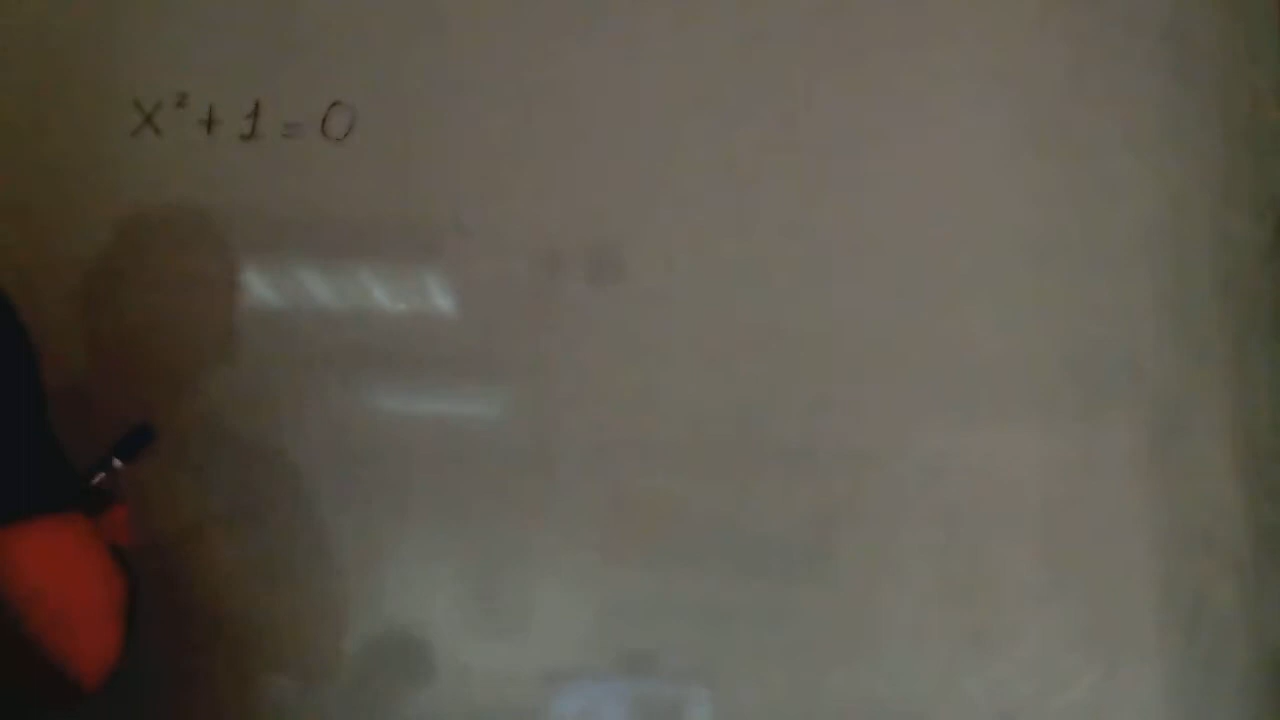 x² + 1 = 0